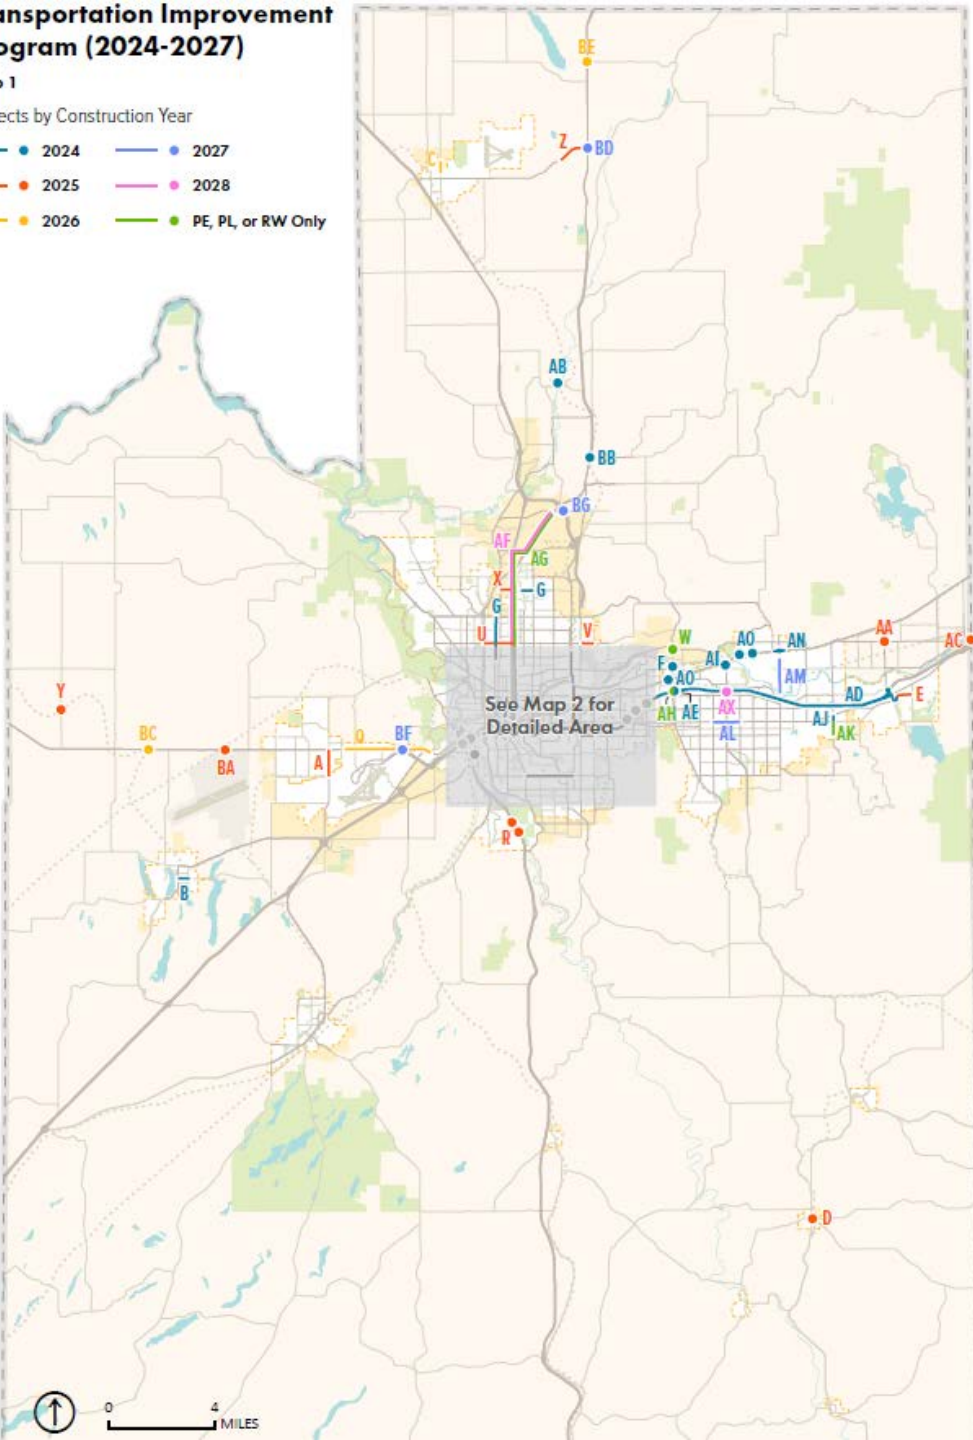 ansportation Improvement
ogram (2024-2027)
o 1
ects by Construction Year
2024
2027
2025
2028
2026
PE, PL, or RW Only
BE
Z
BD
C
AB
BB
BG
AF
AG
X
G
G
U
V
W
AO
AN
AA
AC
F
AI
AO
AM
Y
See Map 2 for
Detailed Area
AH
AE
AX
AD
E
AJ
AK
AL
BC
Q
BF
BA
A
R
B
D
0
4
MILES